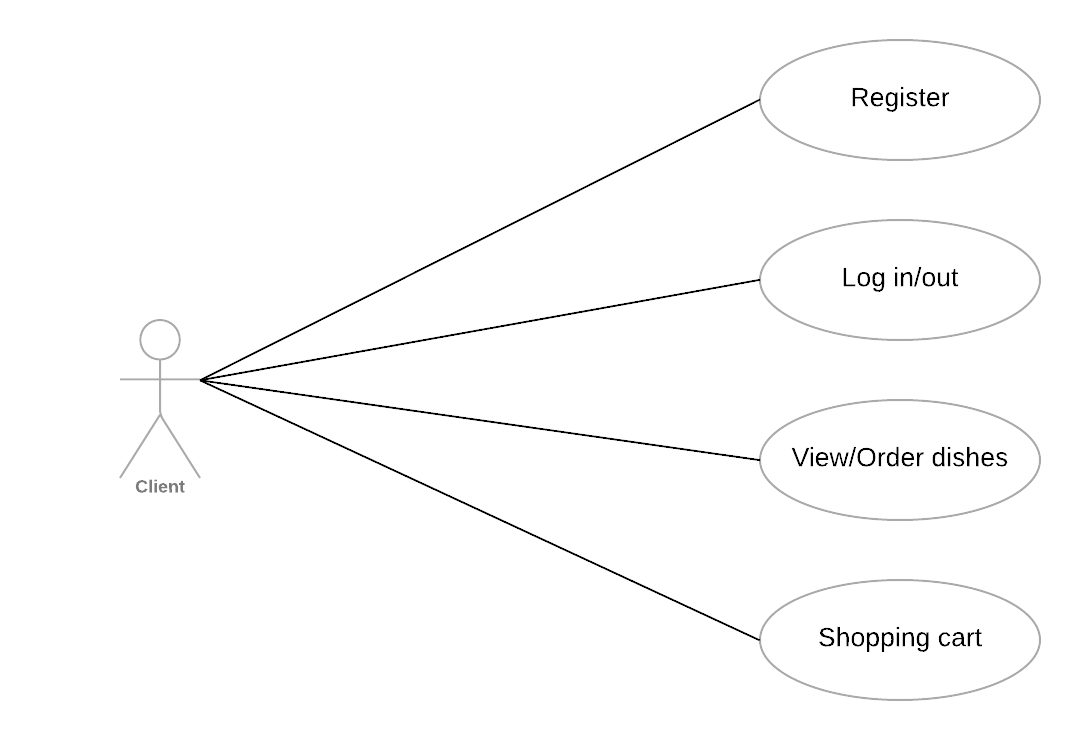 Register
Log in/out
Client
View/Order dishes
Shopping cart